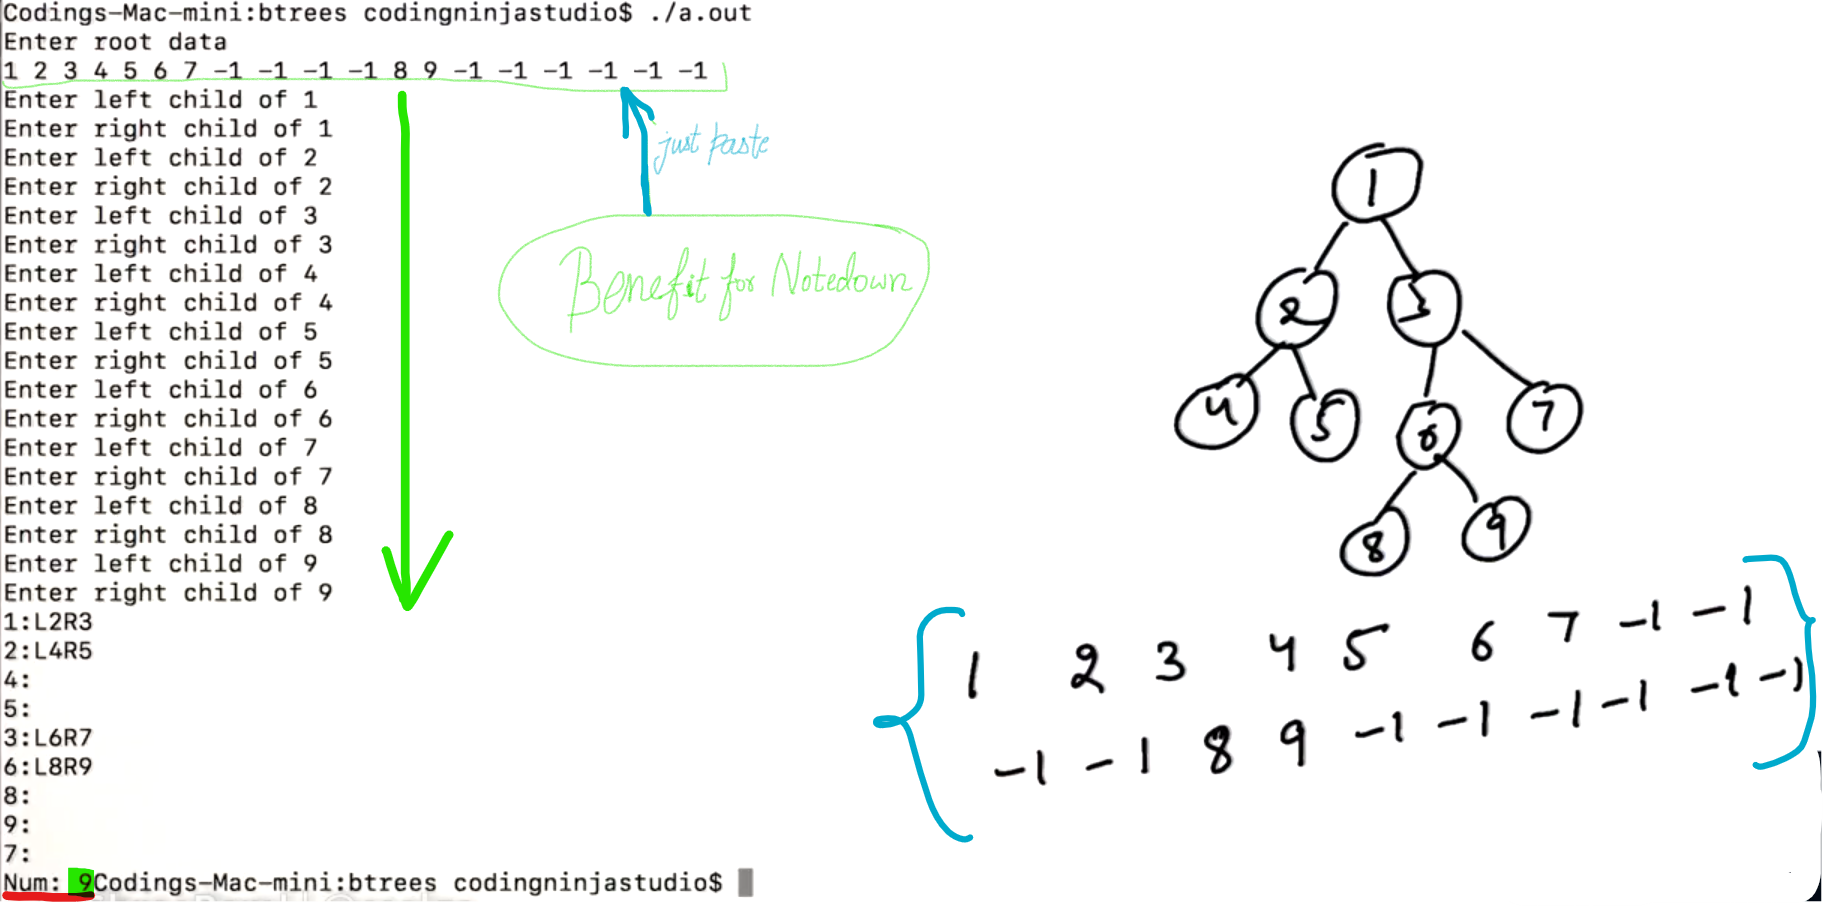 Codings-Mac-mini:btrees codingninjastudio$ ./a.out
Enter root data
1 2 3 4 5 6 7 -1 -1 -1 -1 8 9 -1 -1 -1 -1 -1 -1
Enter left child of 1
Enter right child of 1
Enter left child of 2
Enter right child of 2
Enter left child of 3
Enter right child of 3
Enter left child of 4
Enter right child of 4
Enter left child of 5
Enter right child of 5
Enter left child of 6
Enter right child of 6
Enter left child of 7
Enter right child of 7
Enter left child of 8
Enter right child of 8
Enter left child of 9
Enter right child of 9
1:L2R3
2:L4R5
4:
5:
3:L6R7
6:L8R9
8:
9:
7:
Num: 9Codings-Mac-mini:btrees codingninjastudio$
just paste
Benefit for Notedown
1
2 3
4 5 6 7
8 9
1 2 3 4 5 6 7 -1 -1
-1 -1 8 9 -1 -1 -1 -1 -1 -1